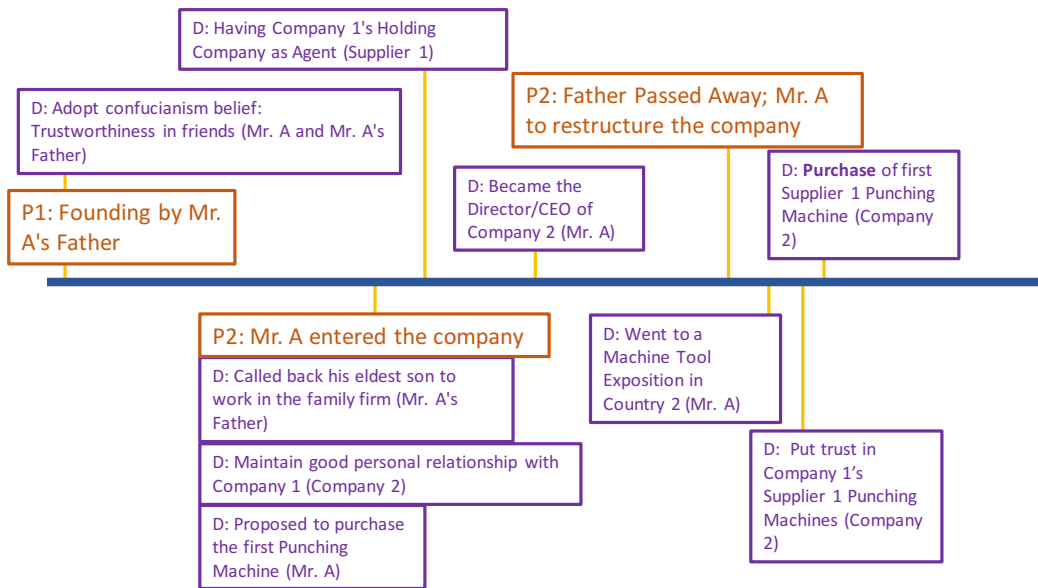 D: Having Company 1's Holding
Company as Agent (Supplier 1)
D: Adopt confucianism belief:
Trustworthiness in friends (Mr. A and Mr. A's
Father)
P1: Founding by Mr.
A's Father
D: Became the
Director/CEO of
Company 2 (Mr. A)
P2: Father Passed Away; Mr. A
to restructure the company
D: Purchase of first
Supplier 1 Punching
Machine (Company
2)
P2: Mr. A entered the company
D: Called back his eldest son to
work in the family firm (Mr. A's
Father)
D: Maintain good personal relationship with
Company 1 (Company 2)
D: Proposed to purchase
the first Punching
Machine (Mr. A)
D: Went to a
Machine Tool
Exposition in
Country 2 (Mr. A)
D: Put trust in
Company 1’s
Supplier 1 Punching
Machines (Company
2)